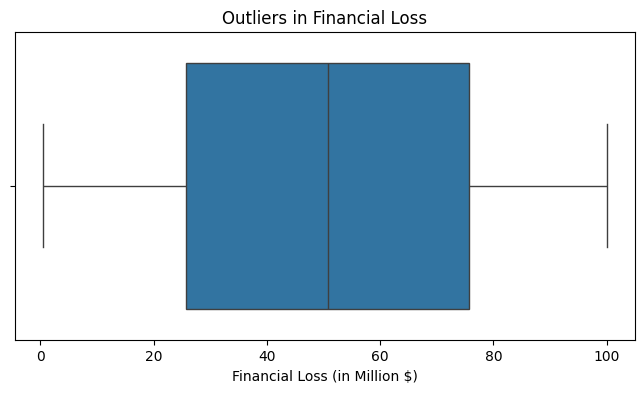 Outliers in Financial Loss
0 20 40 60 80 100
Financial Loss (in Million $)